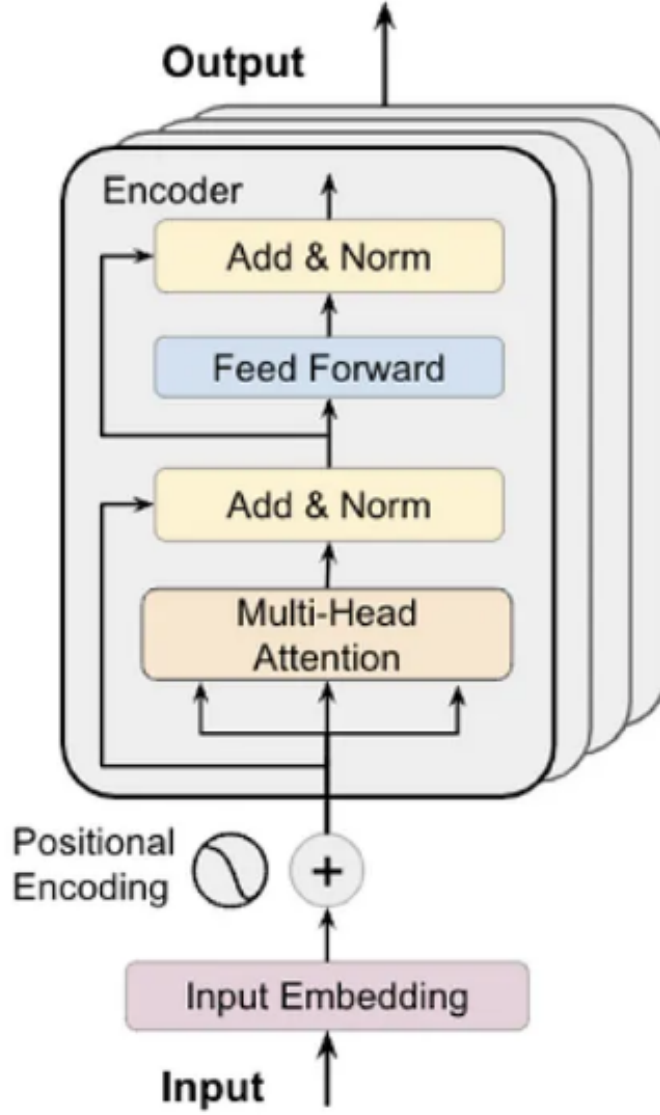 Output
Encoder
Add & Norm
Feed Forward
Add & Norm
Multi-Head
Attention
Positional
Encoding
+
Input Embedding
Input